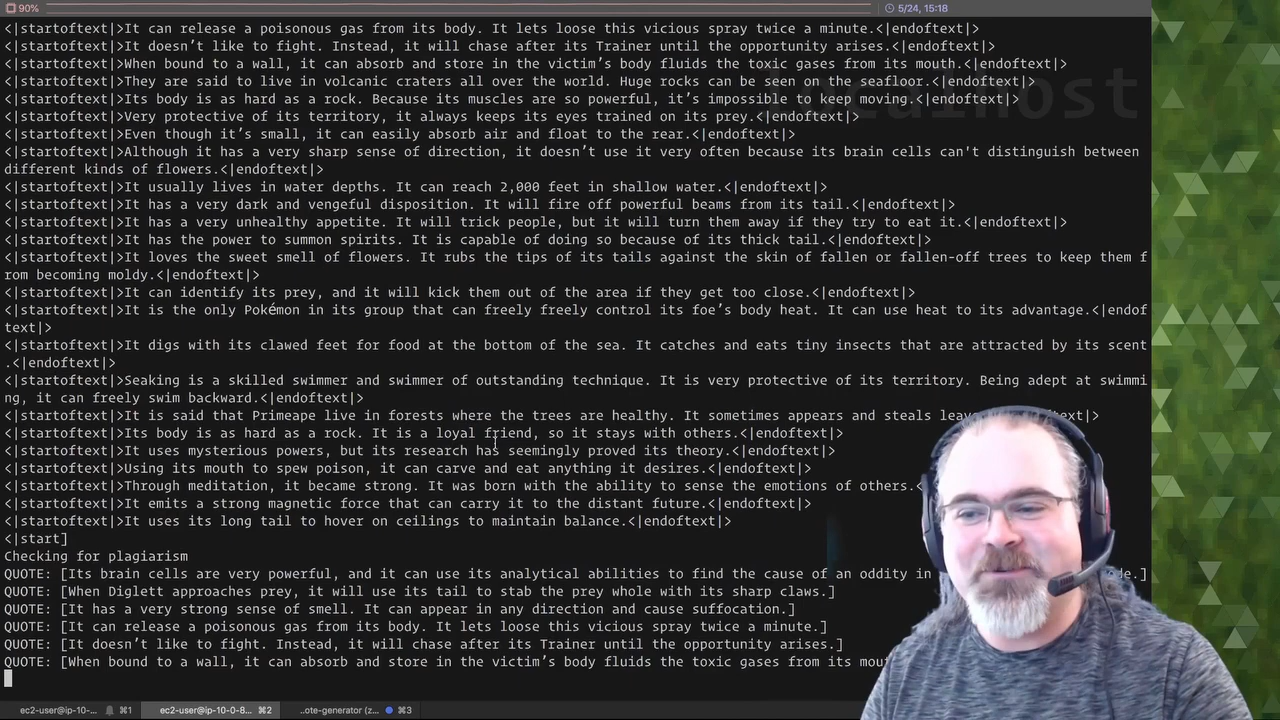 90%
5/24, 15:18
localhost
<|startoftext|>It can release a poisonous gas from its body. It lets loose this vicious spray twice a minute.<|endoftext|>
<|startoftext|>It doesn’t like to fight. Instead, it will chase after its Trainer until the opportunity arises.<|endoftext|>
<|startoftext|>When bound to a wall, it can absorb and store in the victim’s body fluids the toxic gases from its mouth.<|endoftext|>
<|startoftext|>They are said to live in volcanic craters all over the world. Huge rocks can be seen on the seafloor.<|endoftext|>
<|startoftext|>Its body is as hard as a rock. Because its muscles are so powerful, it’s impossible to keep moving.<|endoftext|>
<|startoftext|>Very protective of its territory, it always keeps its eyes trained on its prey.<|endoftext|>
<|startoftext|>Even though it’s small, it can easily absorb air and float to the rear.<|endoftext|>
<|startoftext|>Although it has a very sharp sense of direction, it doesn’t use it very often because its brain cells can't distinguish between
different kinds of flowers.<|endoftext|>
<|startoftext|>It usually lives in water depths. It can reach 2,000 feet in shallow water.<|endoftext|>
<|startoftext|>It has a very dark and vengeful disposition. It will fire off powerful beams from its tail.<|endoftext|>
<|startoftext|>It has a very unhealthy appetite. It will trick people, but it will turn them away if they try to eat it.<|endoftext|>
<|startoftext|>It has the power to summon spirits. It is capable of doing so because of its thick tail.<|endoftext|>
<|startoftext|>It loves the sweet smell of flowers. It rubs the tips of its tails against the skin of fallen or fallen-off trees to keep them f
rom becoming moldy.<|endoftext|>
<|startoftext|>It can identify its prey, and it will kick them out of the area if they get too close.<|endoftext|>
<|startoftext|>It is the only Pokémon in its group that can freely freely control its foe’s body heat. It can use heat to its advantage.<|endof
text|>
<|startoftext|>It digs with its clawed feet for food at the bottom of the sea. It catches and eats tiny insects that are attracted by its scent
.<|endoftext|>
<|startoftext|>Seaking is a skilled swimmer and swimmer of outstanding technique. It is very protective of its territory. Being adept at swimmi
ng, it can freely swim backward.<|endoftext|>
<|startoftext|>It is said that Primeape live in forests where the trees are healthy. It sometimes appears and steals leav text|>
<|startoftext|>Its body is as hard as a rock. It is a loyal friend, so it stays with others.<|endoftext|>
<|startoftext|>It uses mysterious powers, but its research has seemingly proved its theory.<|endoftext|>
<|startoftext|>Using its mouth to spew poison, it can carve and eat anything it desires.<|endoftext|>
<|startoftext|>Through meditation, it became strong. It was born with the ability to sense the emotions of others.<
<|startoftext|>It emits a strong magnetic force that can carry it to the distant future.<|endoftext|>
<|startoftext|>It uses its long tail to hover on ceilings to maintain balance.<|endoftext|>
<|start]
Checking for plagiarism
QUOTE: [Its brain cells are very powerful, and it can use its analytical abilities to find the cause of an oddity in
QUOTE: [When Diglett approaches prey, it will use its tail to stab the prey whole with its sharp claws.]
QUOTE: [It has a very strong sense of smell. It can appear in any direction and cause suffocation.]
QUOTE: [It can release a poisonous gas from its body. It lets loose this vicious spray twice a minute.]
QUOTE: [It doesn’t like to fight. Instead, it will chase after its Trainer until the opportunity arises.]
QUOTE: [When bound to a wall, it can absorb and store in the victim’s body fluids the toxic gases from its
ec2-user@ip-10-... ⌘1
ec2-user@ip-10-0-8... ⌘2
..ote-generator (z... ⌘3